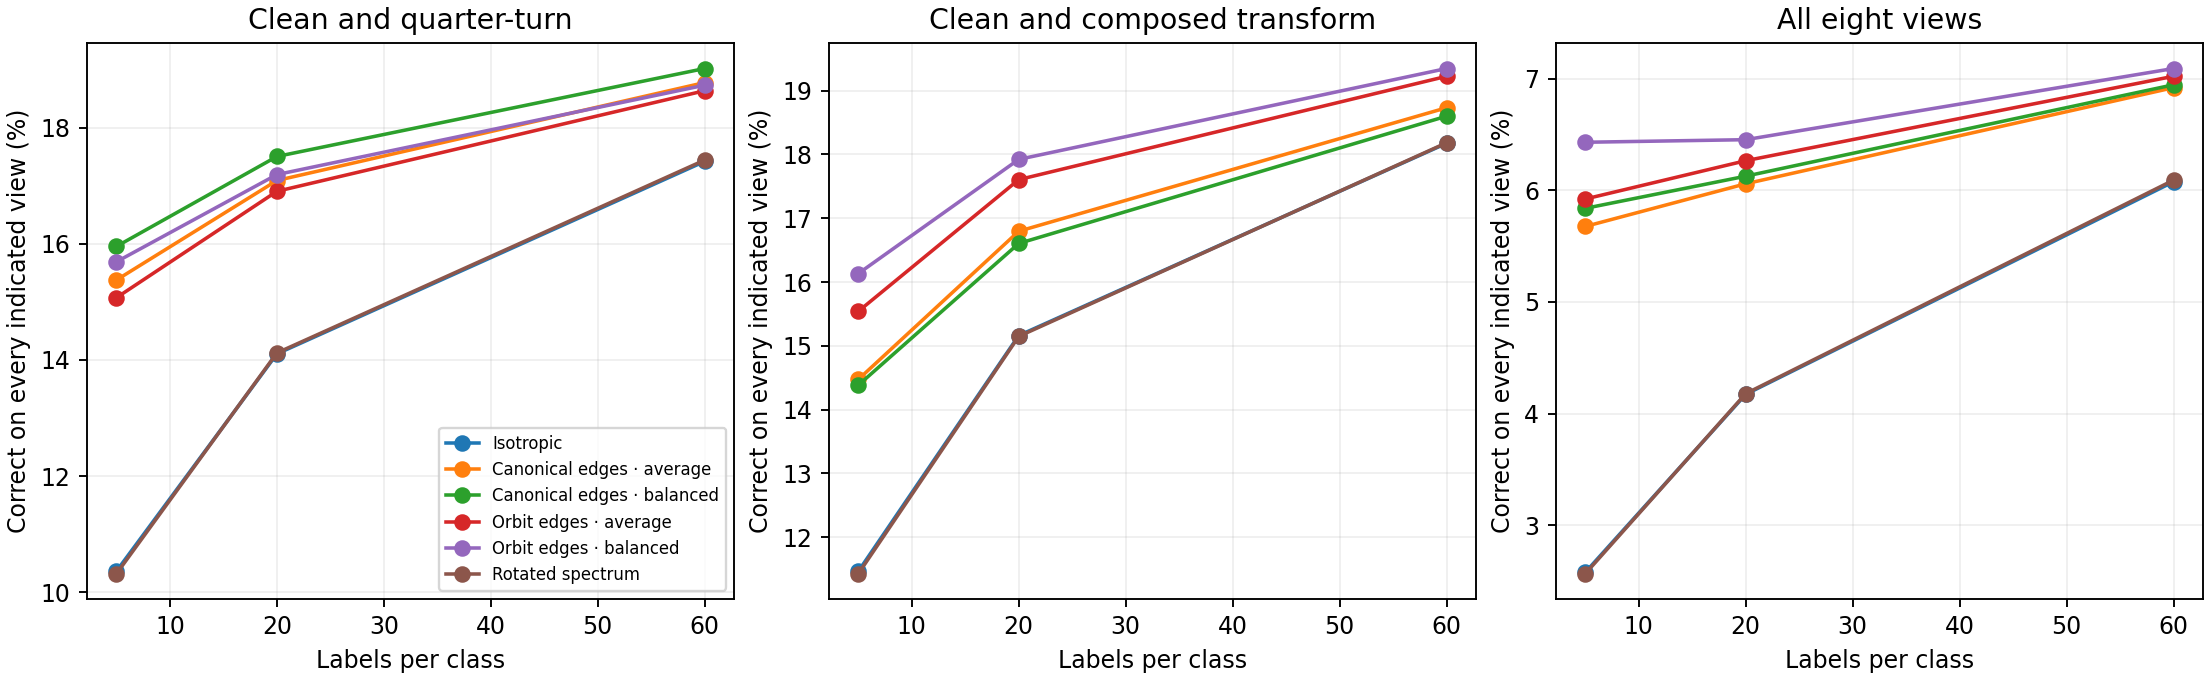 Clean and quarter-turn
Correct on every indicated view (%)
18
16
14
12
10
10
20
30
40
50
60
Labels per class
Isotropic
Canonical edges · average
Canonical edges · balanced
Orbit edges · average
Orbit edges · balanced
Rotated spectrum
Clean and composed transform
Correct on every indicated view (%)
19
18
17
16
15
14
13
12
10
20
30
40
50
60
Labels per class
All eight views
Correct on every indicated view (%)
7
6
5
4
3
10
20
30
40
50
60
Labels per class